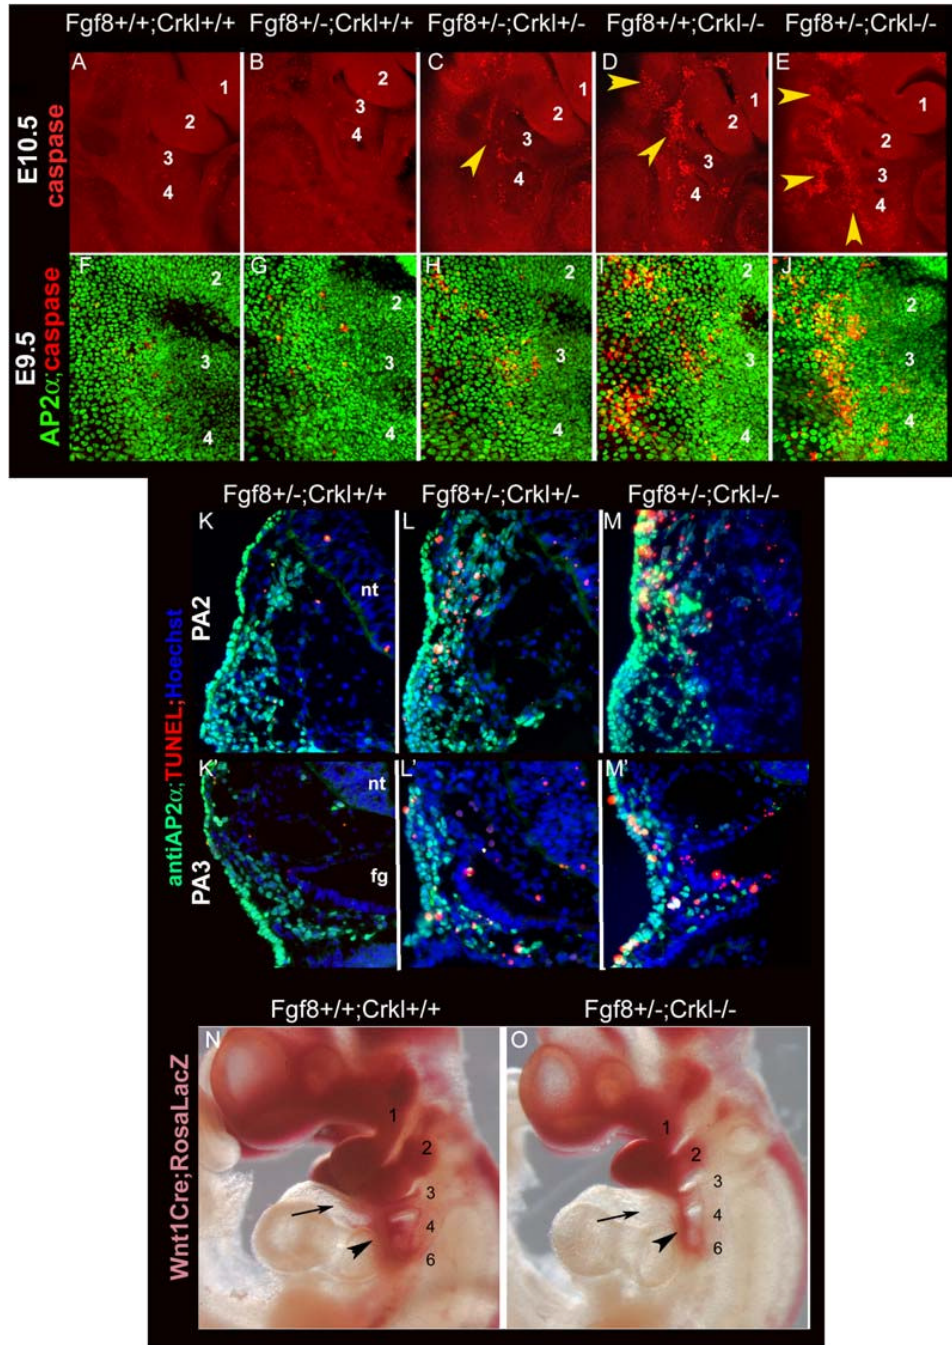 Fgf8+/+;Crkl+/+ Fgf8+/-;Crkl+/+ Fgf8+/-;Crkl+/- Fgf8+/+;Crkl-/- Fgf8+/-;Crkl-/-
E10.5
caspase
A 1 2 3 4
B 2 3 4
C 1 2 3 4
D 1 2 3 4
E 1 2 3 4
E9.5
AP2α;caspase
F 2 3 4
G 2 3 4
H 2 3 4
I 2 3 4
J 2 3 4
Fgf8+/-;Crkl+/+ Fgf8+/-;Crkl+/- Fgf8+/-;Crkl-/-
antiAP2α;TUNEL;Hoechst
PA2
K nt
L
M
PA3
K' nt fg
L'
M'
Fgf8+/+;Crkl+/+ Fgf8+/-;Crkl-/-
Wnt1Cre;RosaLacZ
N 1 2 3 4 6
O 1 2 3 4 6